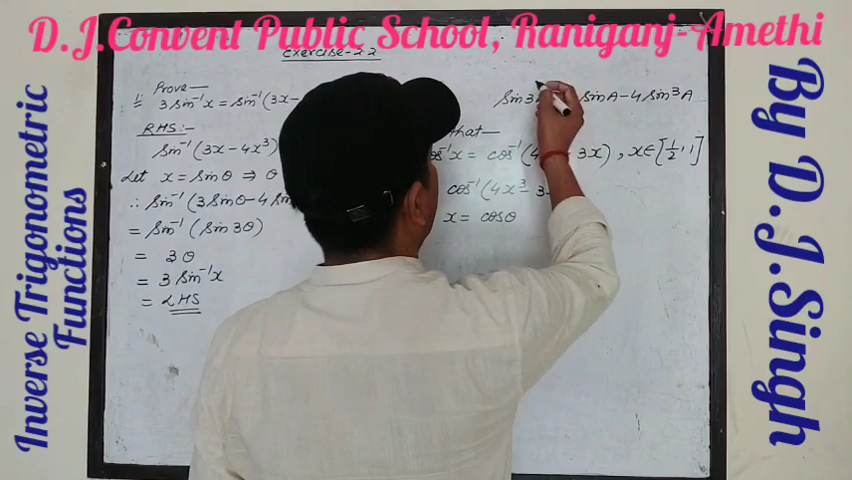 D.J.Convent Public School, Raniganj-Amethi
Inverse Trigonometric
Functions
By D.J.Singh
Exercise-2.2
1. Prove
3 sin⁻¹x = sin⁻¹(3x-
RHS:-
sin⁻¹(3x-4x³)
Let x = sinθ ⇒ θ
∴ sin⁻¹(3sinθ-4 sin
= sin⁻¹(sin 3θ)
= 3θ
= 3 sin⁻¹x
= LHS
sin3 sinA-4 sin³A
that
cos⁻¹x = cos⁻¹(4 3x), x∈[½, 1]
cos⁻¹(4x³- 3
x = cosθ